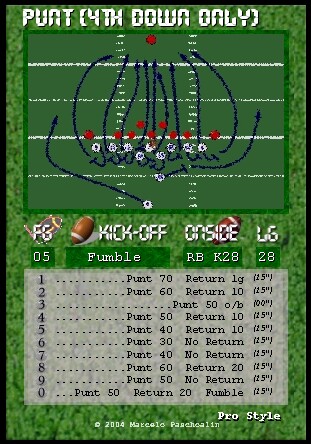 PUNT (4TH DOWN ONLY)
FG KICK-OFF ONSIDE LG
05 Fumble RB K28 28
1 ...........Punt 70 Return lg (15")
2 ...........Punt 60 Return 10 (15")
3 ..................Punt 50 o/b (00")
4 ...........Punt 50 Return 10 (15")
5 ...........Punt 40 Return 10 (15")
6 ...........Punt 30 No Return (15")
7 ...........Punt 40 No Return (15")
8 ...........Punt 60 Return 20 (15")
9 ...........Punt 50 No Return (15")
0 ...Punt 50 Return 20 Fumble (15")
Pro Style
© 2004 Marcelo Paschoalin